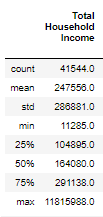 Total
Household
Income
count 41544.0
mean 247556.0
std 286881.0
min 11285.0
25% 104895.0
50% 164080.0
75% 291138.0
max 11815988.0